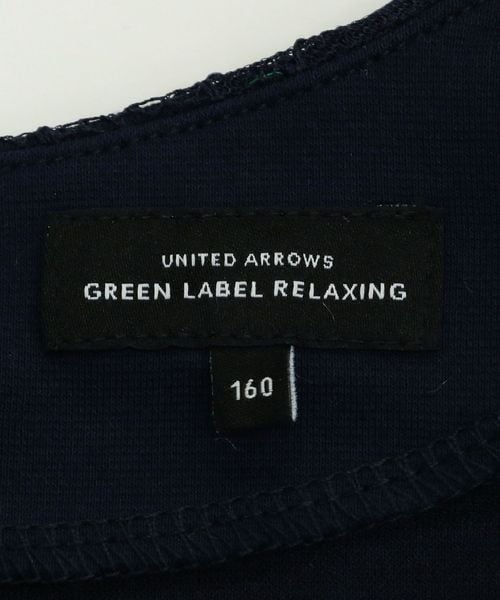 UNITED ARROWS
GREEN LABEL RELAXING
160